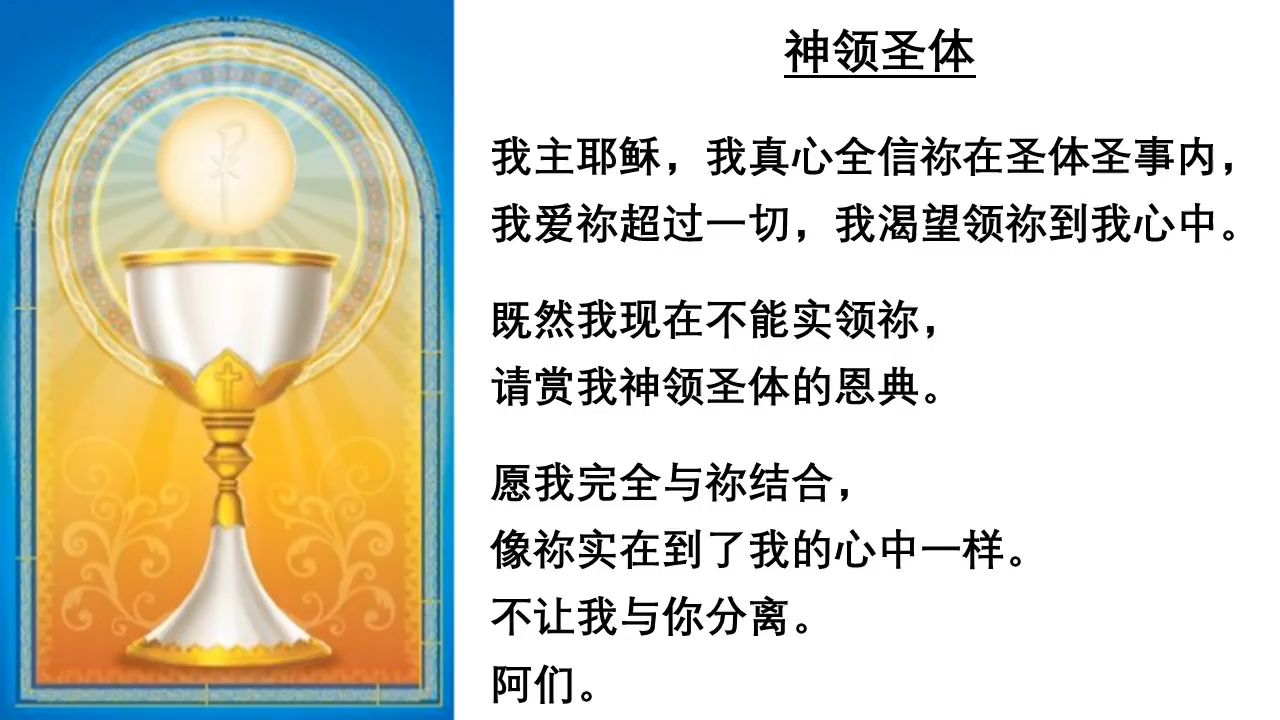 神领圣体
我主耶稣，我真心全信祢在圣体圣事内，
我爱祢超过一切，我渴望领祢到我心中。
既然我现在不能实领祢，
请赏我神领圣体的恩典。
愿我完全与祢结合，
像祢实在到了我的心中一样。
不让我与你分离。
阿们。